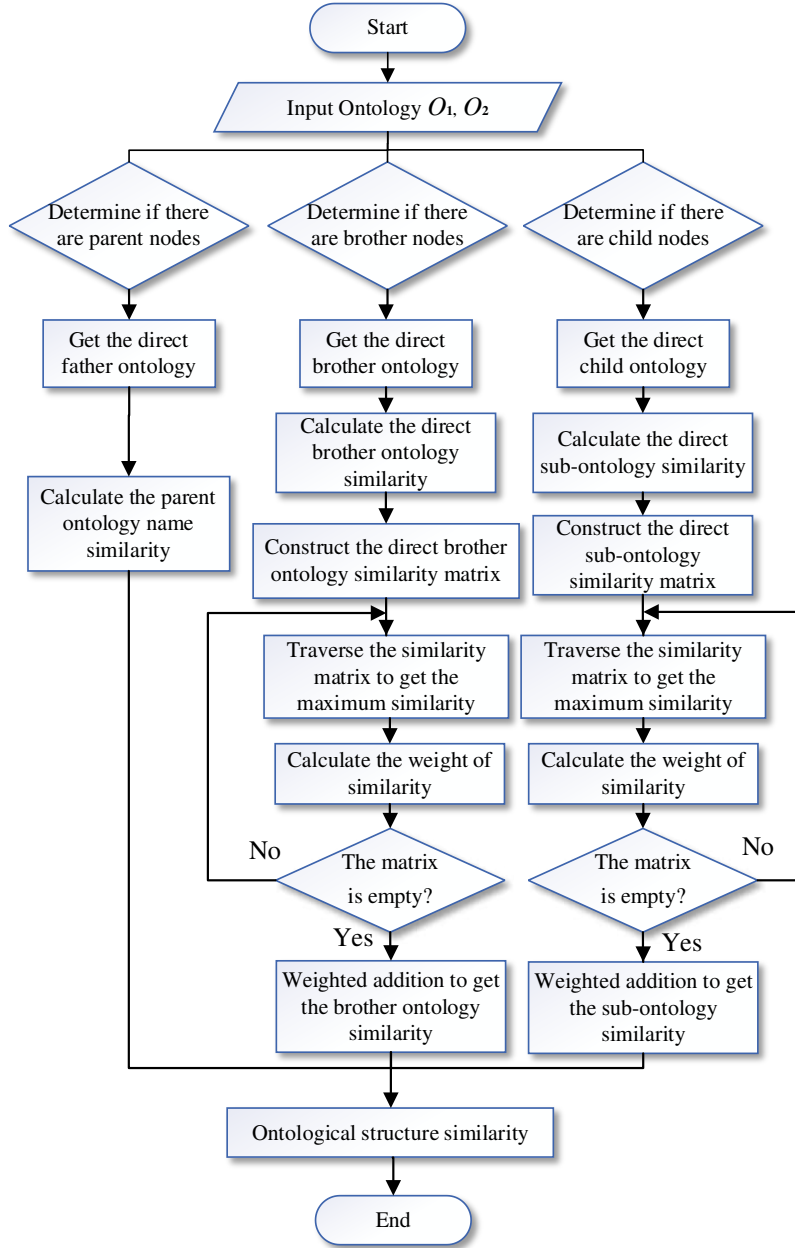 Start
Input Ontology O1, O2
Determine if there
are parent nodes
Determine if there
are brother nodes
Determine if there
are child nodes
Get the direct
father ontology
Get the direct
brother ontology
Get the direct
child ontology
Calculate the parent
ontology name
similarity
Calculate the direct
brother ontology
similarity
Calculate the direct
sub-ontology similarity
Construct the direct brother
ontology similarity matrix
Construct the direct
sub-ontology
similarity matrix
Traverse the similarity
matrix to get the
maximum similarity
Traverse the similarity
matrix to get the
maximum similarity
Calculate the weight of
similarity
Calculate the weight of
similarity
No
The matrix
is empty?
Yes
The matrix
is empty?
No
Yes
Weighted addition to get
the brother ontology
similarity
Weighted addition to get
the sub-ontology
similarity
Ontological structure similarity
End